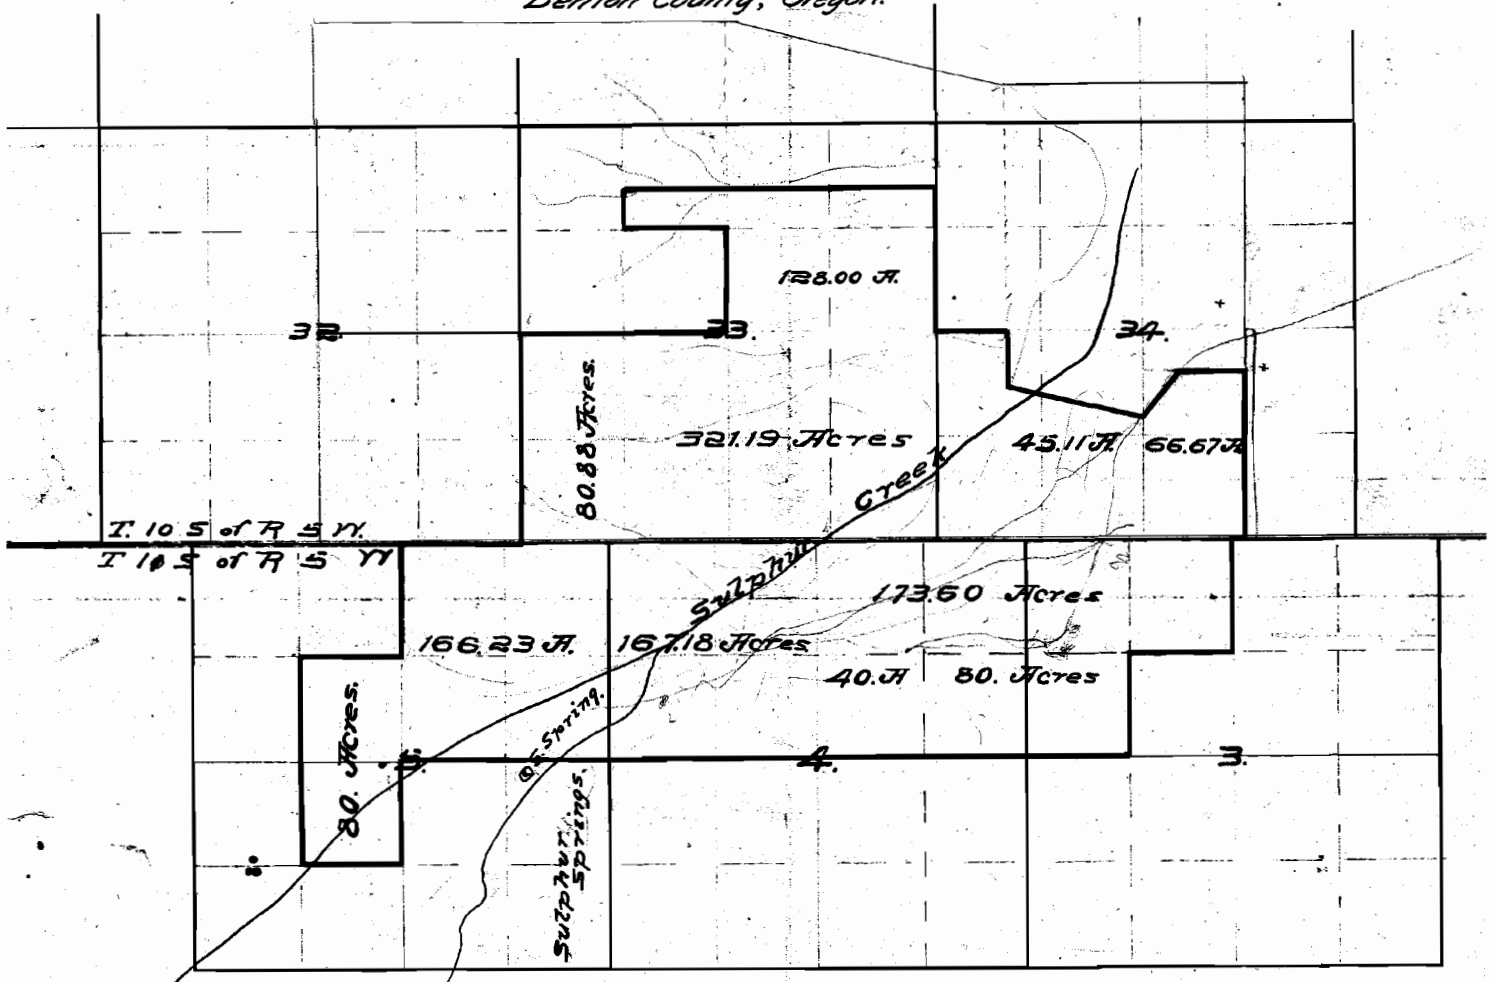 Benton County, Oregon.
128.00 A.
32.
33.
34.
80.88 Acres.
321.19 Acres
45.11 A.
66.67 A.
Creek
T. 10 S of R 5 W.
T 10 S of R 5 W
Sulphur
173.60 Acres
166.23 A.
167.18 Acres
40. A
80. Acres
80. Acres.
S. Spring.
5.
4.
3.
Sulphur
Springs.